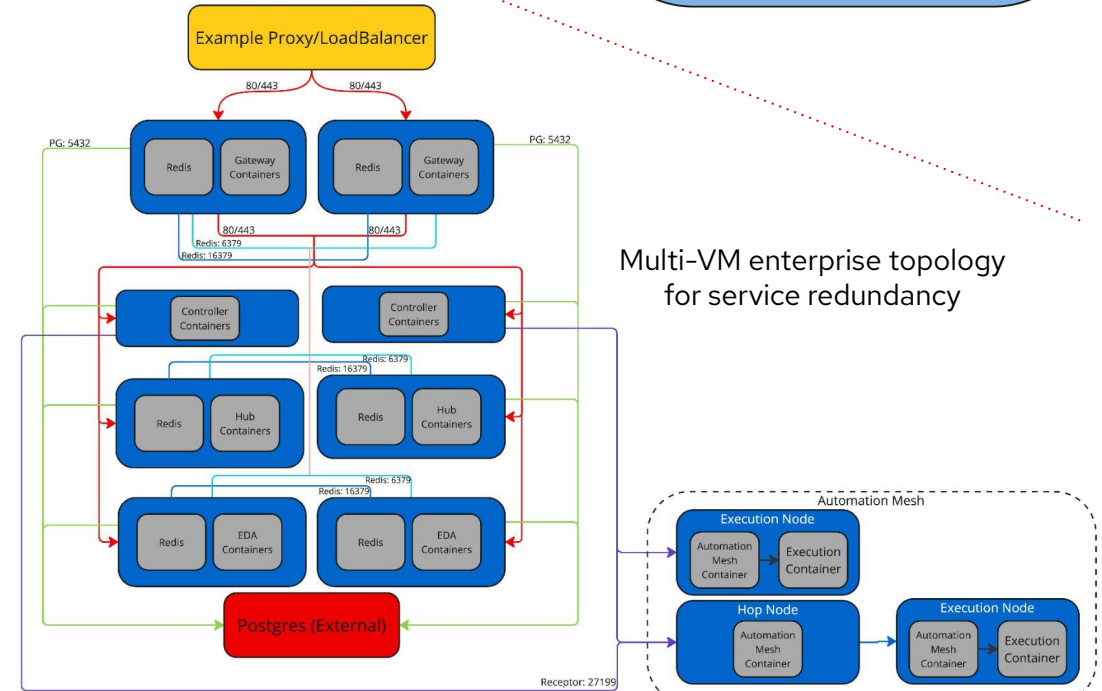 Example Proxy/LoadBalancer
80/443
80/443
PG: 5432
PG: 5432
Redis
Gateway
Containers
Redis
Gateway
Containers
80/443
80/443
Redis: 6379
Redis: 16379
Multi-VM enterprise topology
for service redundancy
Controller
Containers
Controller
Containers
Redis: 6379
Redis: 16379
Redis
Hub
Containers
Redis
Hub
Containers
Redis: 6379
Redis: 16379
Redis
EDA
Containers
Redis
EDA
Containers
Postgres (External)
Receptor: 27199
Automation Mesh
Execution Node
Automation
Mesh
Container
Execution
Container
Hop Node
Automation
Mesh
Container
Execution Node
Automation
Mesh
Container
Execution
Container